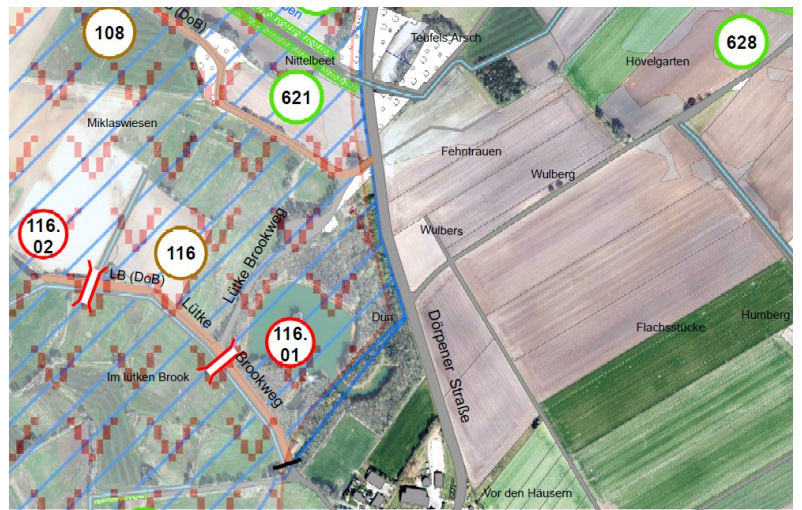 (DoB)
108
Nittelbeet
Teufels Arsch
628
Hövelgarten
621
Miklaswiesen
Fehntrauen
Wulberg
116.
02
116
Wulbers
LB (DoB)
Lütke Brookweg
Lütke
Brookweg
116.
01
Dörpener Straße
Flachsstücke
Humberg
Im lütken Brook
Vor den Häusern